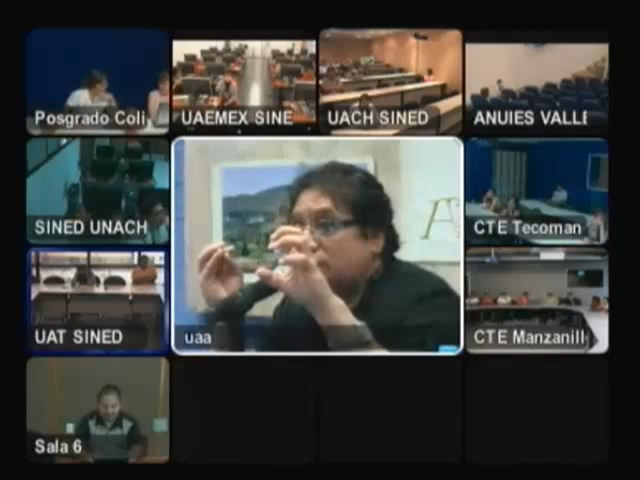 Posgrado Coli
UAEMEX SINE
UACH SINED
ANUIES VALLE
SINED UNACH
CTE Tecoman
UAT SINED
uaa
A
CTE Manzanill
Sala 6